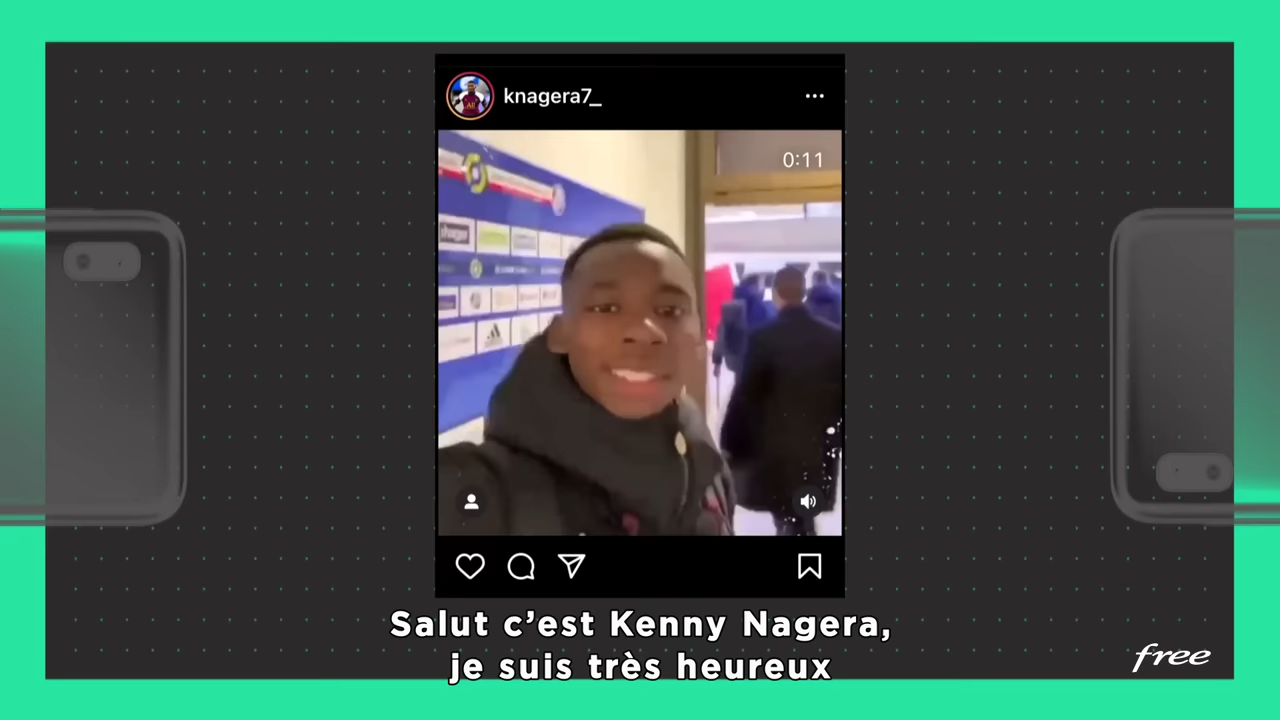 knagera7_
0:11
Salut c’est Kenny Nagera,
je suis très heureux
free